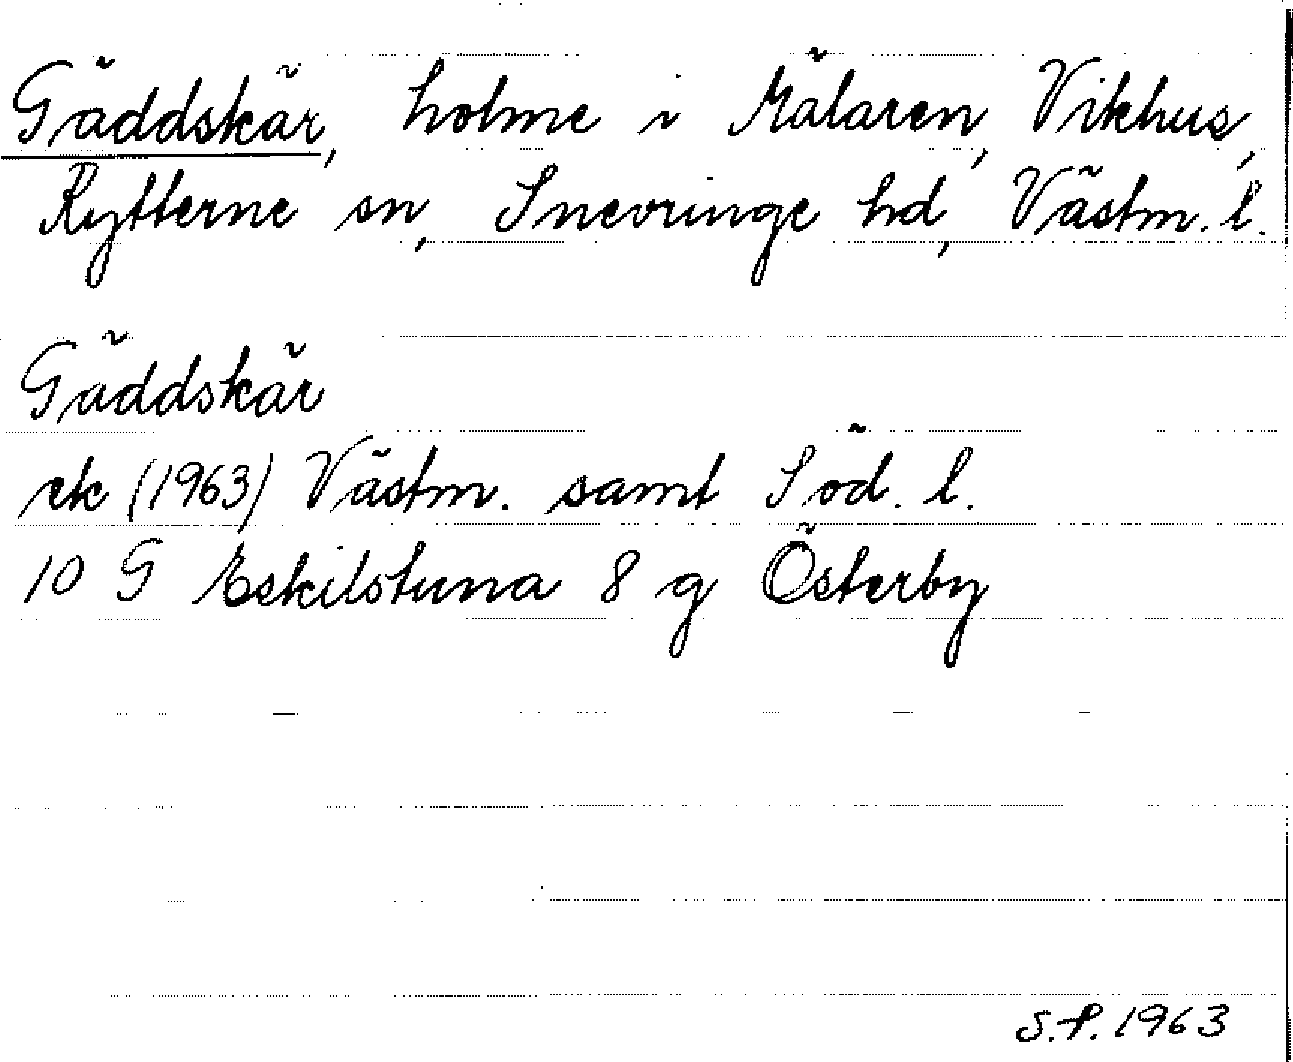 Gäddskär, holme i Mälaren, Vikhus,
Rytterne sn, Snevringe hd, Västm. l.
Gäddskär
ek (1963) Västm. samt Söd. l.
10 G Eskilstuna 8 g Österby
S.P. 1963